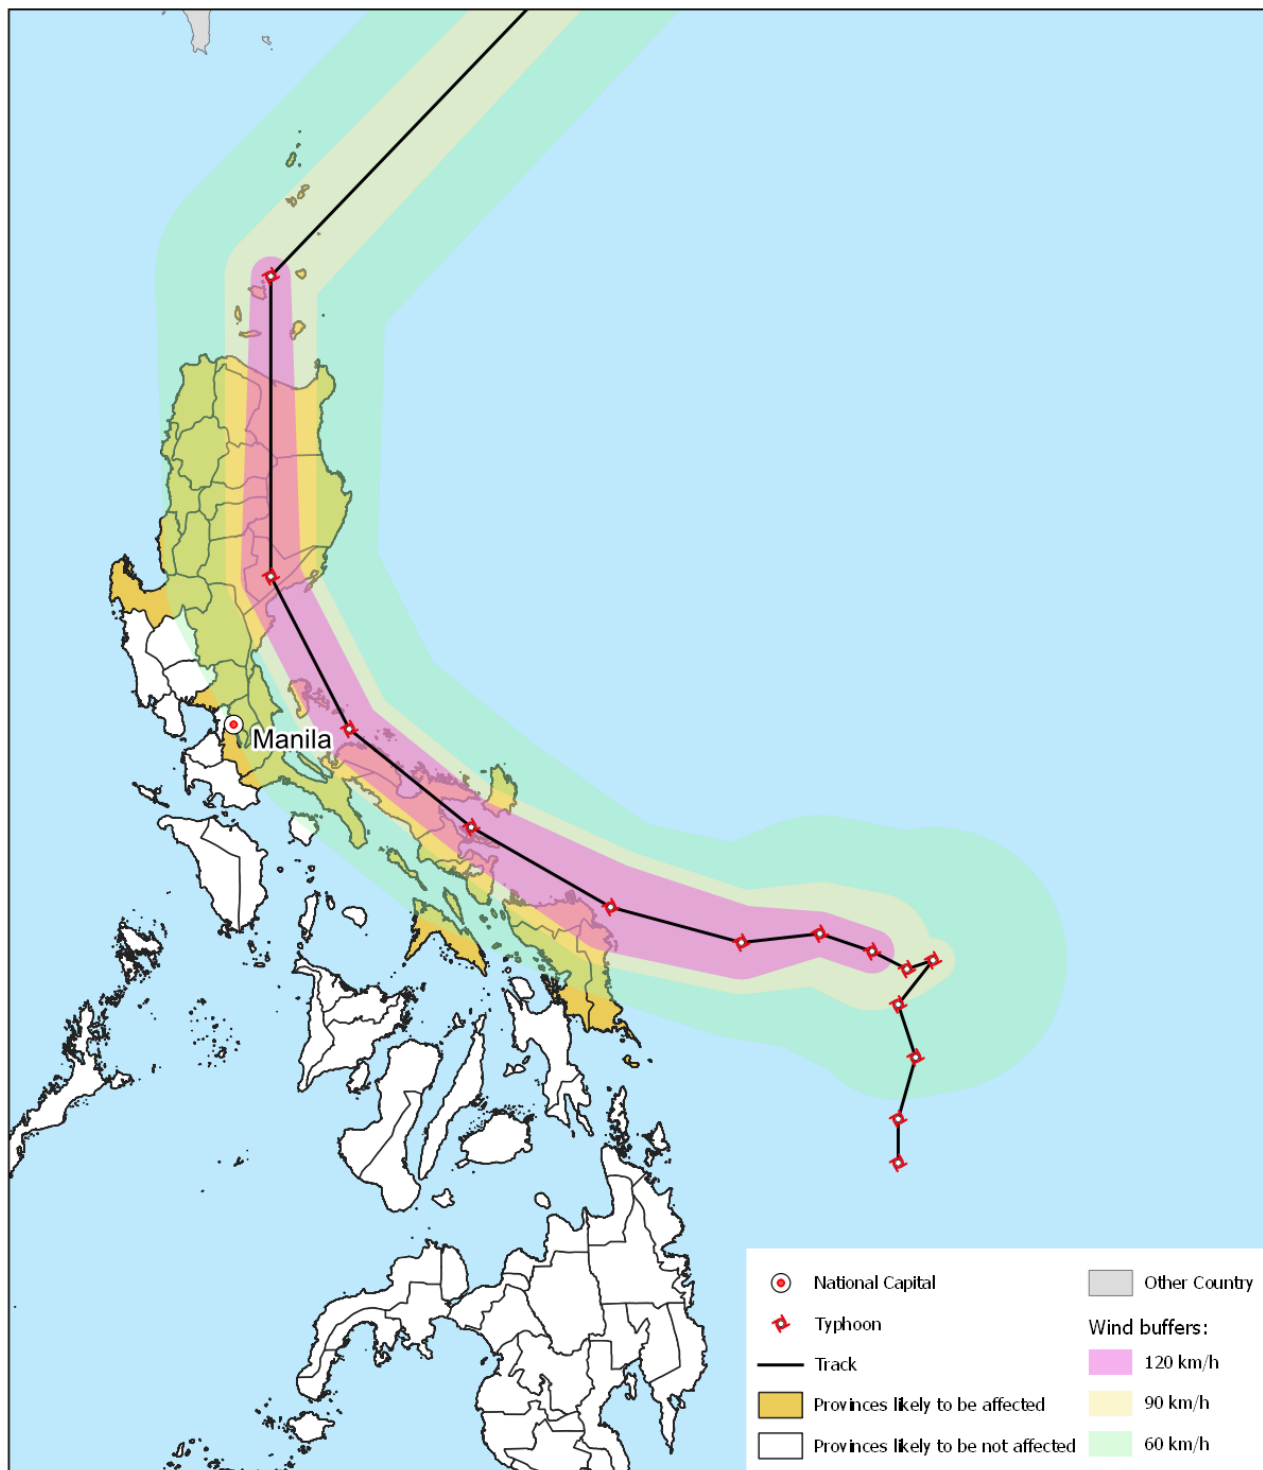 Manila
National Capital
Typhoon
Track
Provinces likely to be affected
Provinces likely to be not affected
Other Country
Wind buffers:
120 km/h
90 km/h
60 km/h